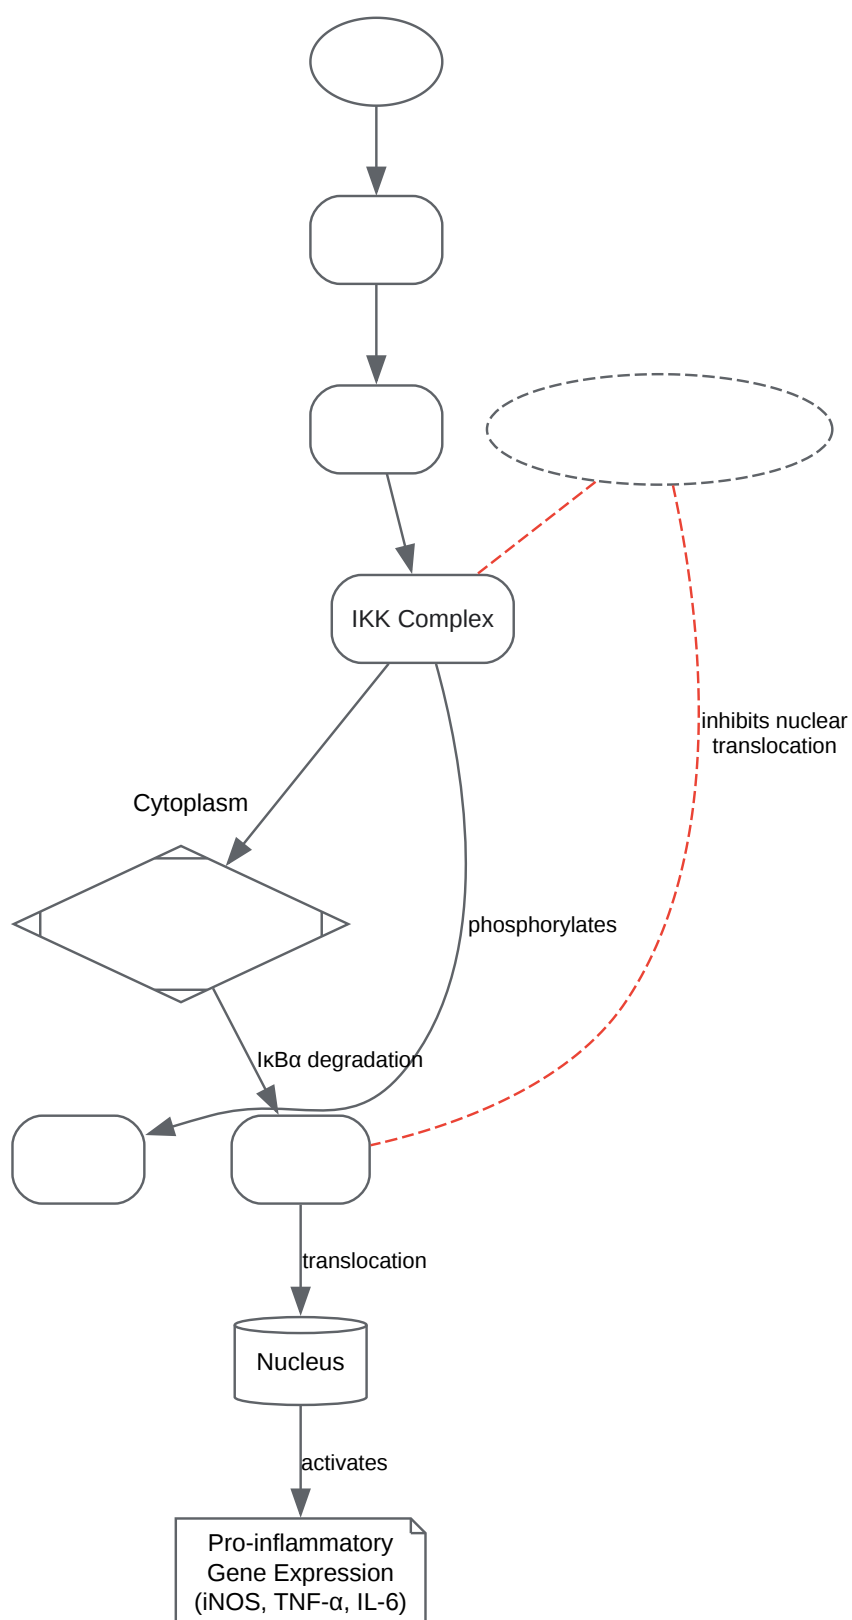 IKK Complex
inhibits nuclear
translocation
Cytoplasm
phosphorylates
IκBα degradation
translocation
Nucleus
activates
Pro-inflammatory
Gene Expression
(iNOS, TNF-α, IL-6)